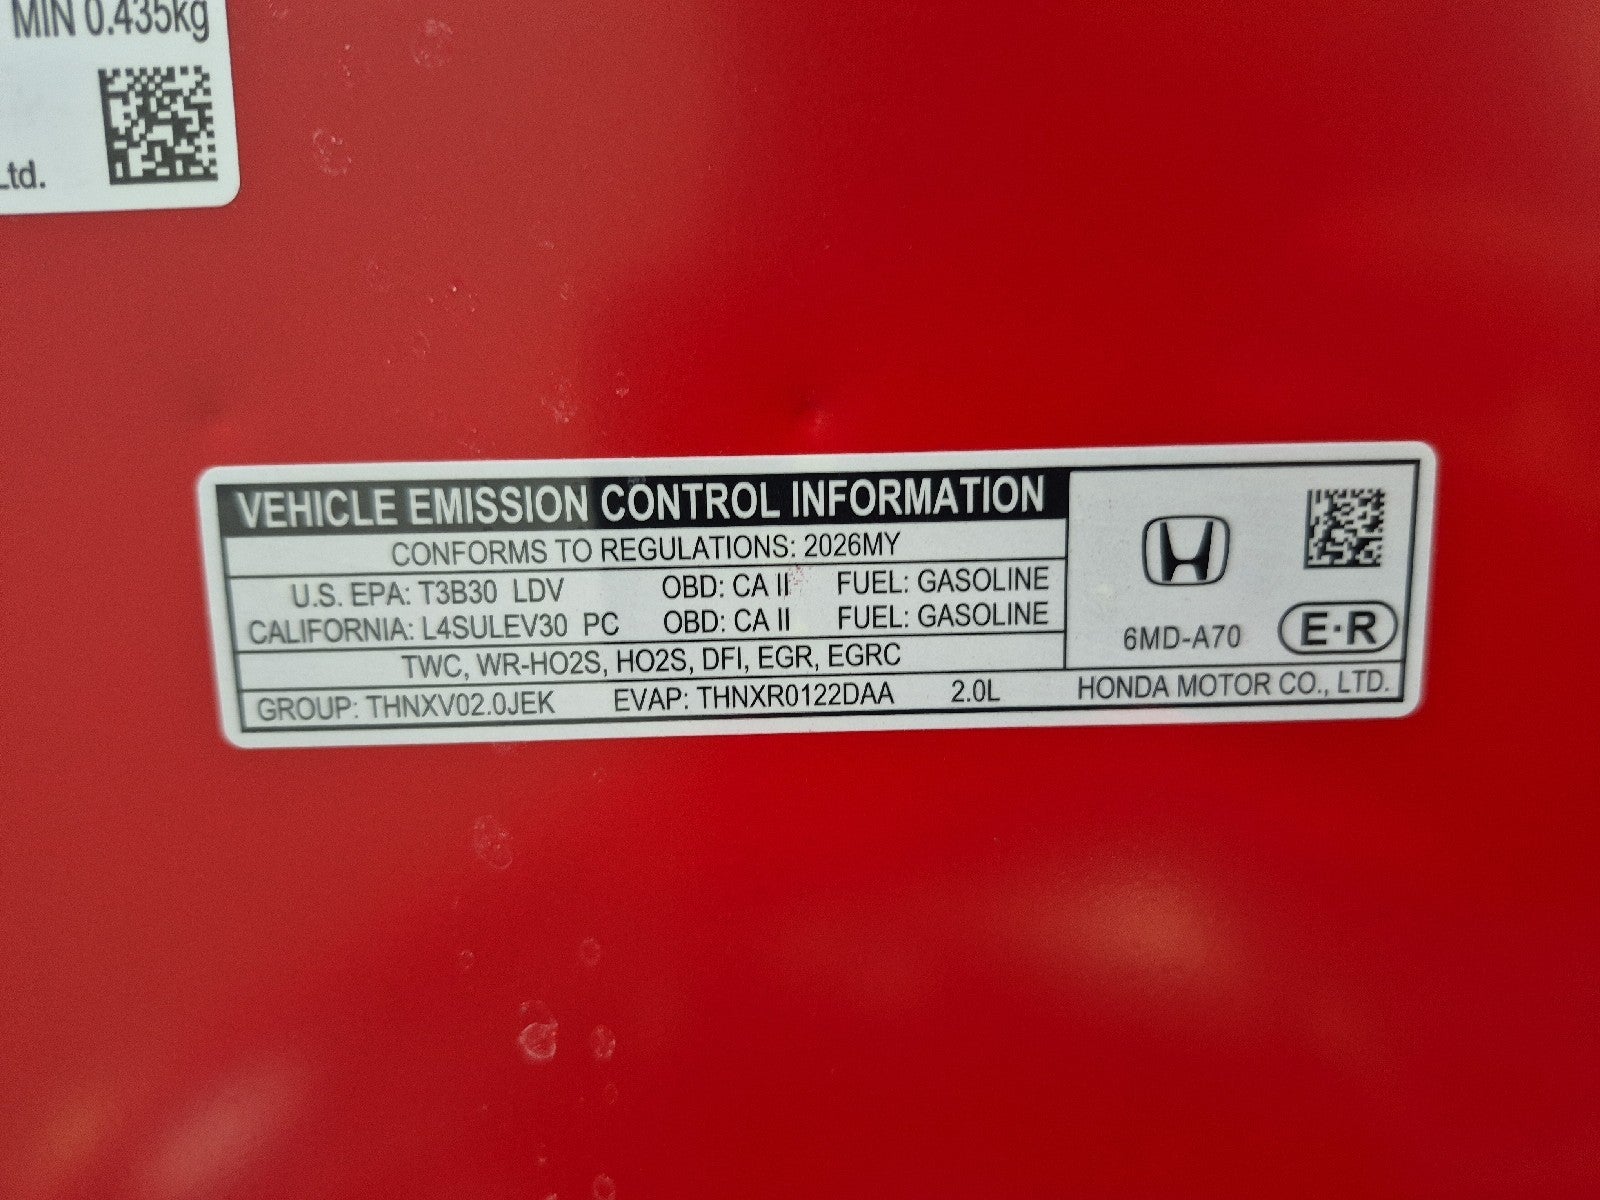 MIN 0.435kg
Ltd.
VEHICLE EMISSION CONTROL INFORMATION
CONFORMS TO REGULATIONS: 2026MY
U.S. EPA: T3B30 LDV OBD: CA II FUEL: GASOLINE
CALIFORNIA: L4SULEV30 PC OBD: CA II FUEL: GASOLINE
TWC, WR-HO2S, HO2S, DFI, EGR, EGRC
GROUP: THNXV02.0JEK EVAP: THNXR0122DAA 2.0L
6MD-A70
E·R
HONDA MOTOR CO., LTD.